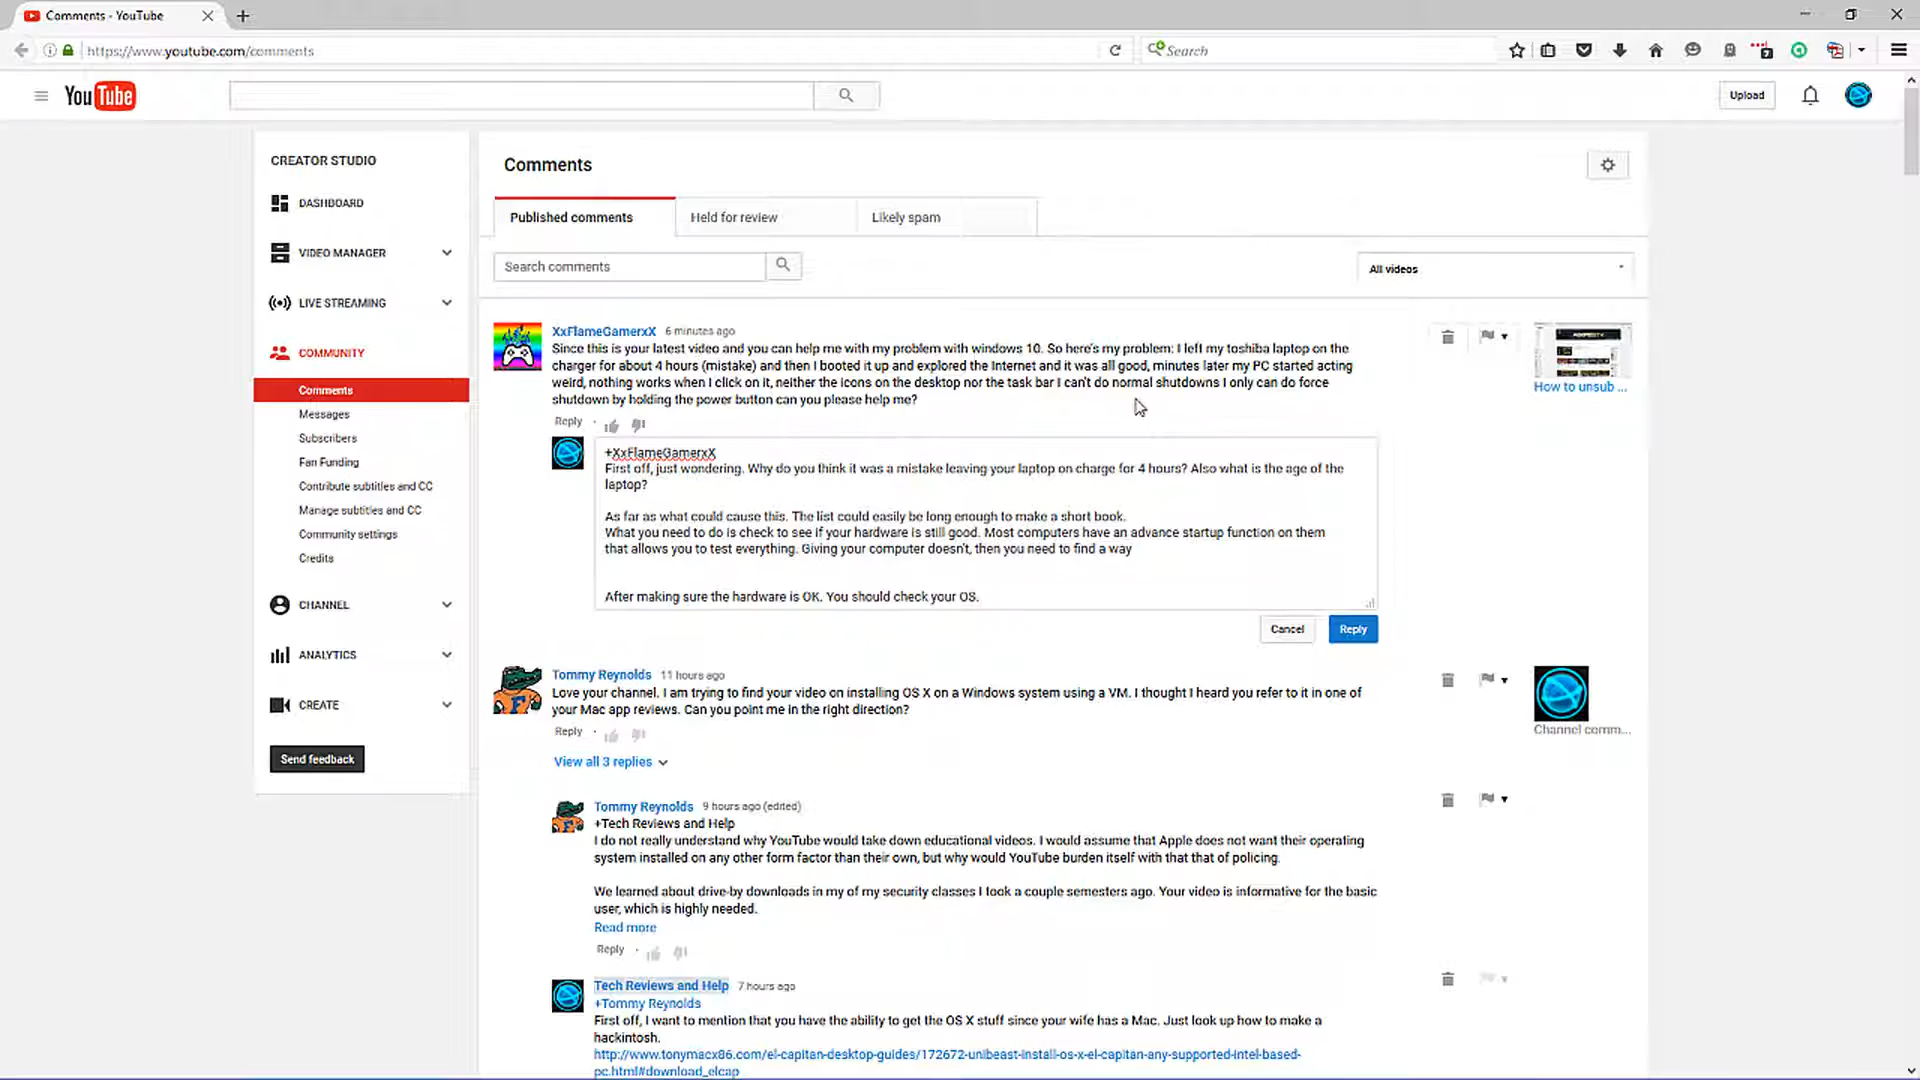 Comments - YouTube
https://www.youtube.com/comments
Search
YouTube
Upload
CREATOR STUDIO
DASHBOARD
VIDEO MANAGER
LIVE STREAMING
COMMUNITY
Comments
Messages
Subscribers
Fan Funding
Contribute subtitles and CC
Manage subtitles and CC
Community settings
Credits
CHANNEL
ANALYTICS
CREATE
Send feedback
Comments
Published comments
Held for review
Likely spam
Search comments
All videos
XxFlameGamerxX 6 minutes ago
Since this is your latest video and you can help me with my problem with windows 10. So here's my problem: I left my toshiba laptop on the
charger for about 4 hours (mistake) and then I booted it up and explored the Internet and it was all good, minutes later my PC started acting
weird, nothing works when I click on it, neither the icons on the desktop nor the task bar I can't do normal shutdowns I only can do force
shutdown by holding the power button can you please help me?
Reply
How to unsub ...
+XxFlameGamerxX
First off, just wondering. Why do you think it was a mistake leaving your laptop on charge for 4 hours? Also what is the age of the
laptop?
As far as what could cause this. The list could easily be long enough to make a short book.
What you need to do is check to see if your hardware is still good. Most computers have an advance startup function on them
that allows you to test everything. Giving your computer doesn't, then you need to find a way
After making sure the hardware is OK. You should check your OS.
Cancel
Reply
Tommy Reynolds 11 hours ago
Love your channel. I am trying to find your video on installing OS X on a Windows system using a VM. I thought I heard you refer to it in one of
your Mac app reviews. Can you point me in the right direction?
Reply
Channel comm...
View all 3 replies
Tommy Reynolds 9 hours ago (edited)
+Tech Reviews and Help
I do not really understand why YouTube would take down educational videos. I would assume that Apple does not want their operating
system installed on any other form factor than their own, but why would YouTube burden itself with that that of policing.
We learned about drive-by downloads in my of my security classes I took a couple semesters ago. Your video is informative for the basic
user, which is highly needed.
Read more
Reply
Tech Reviews and Help 7 hours ago
+Tommy Reynolds
First off, I want to mention that you have the ability to get the OS X stuff since your wife has a Mac. Just look up how to make a
hackintosh.
http://www.tonymacx86.com/el-capitan-desktop-guides/172672-unibeast-install-os-x-el-capitan-any-supported-intel-based-
pc.html#download_elcap